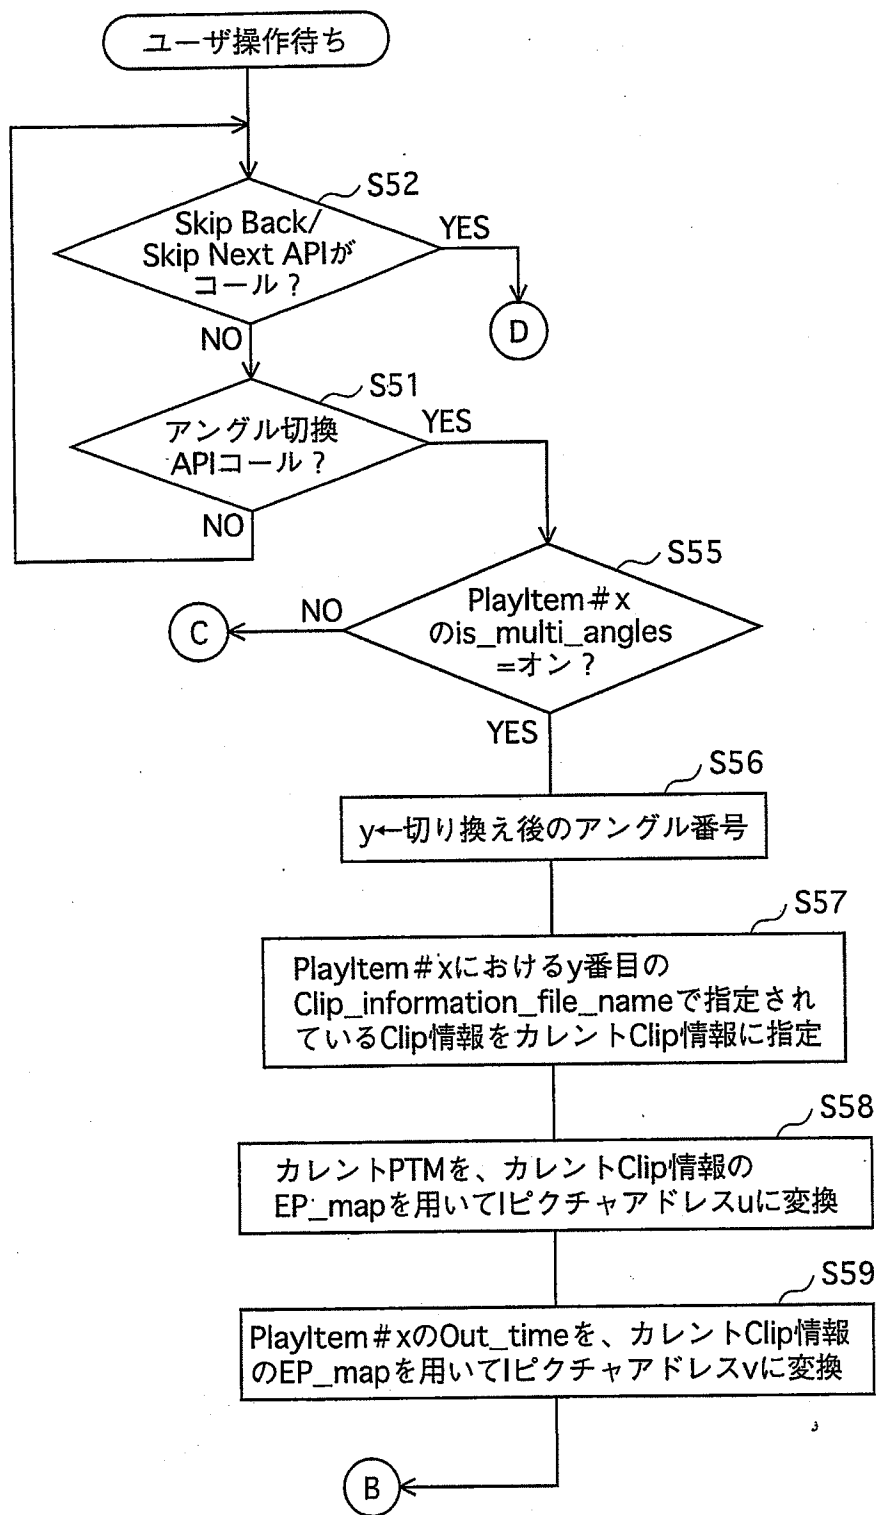 ユーザ操作待ち
S52
Skip Back/
Skip Next APIが
コール？
YES
D
NO
S51
アングル切換
APIコール？
YES
NO
S55
PlayItem＃x
のis_multi_angles
=オン？
NO
C
YES
S56
y←切り換え後のアングル番号
S57
PlayItem＃xにおけるy番目の
Clip_information_file_nameで指定され
ているClip情報をカレントClip情報に指定
S58
カレントPTMを、カレントClip情報の
EP_mapを用いてIピクチャアドレスuに変換
S59
PlayItem＃xのOut_timeを、カレントClip情報
のEP_mapを用いてIピクチャアドレスvに変換
B